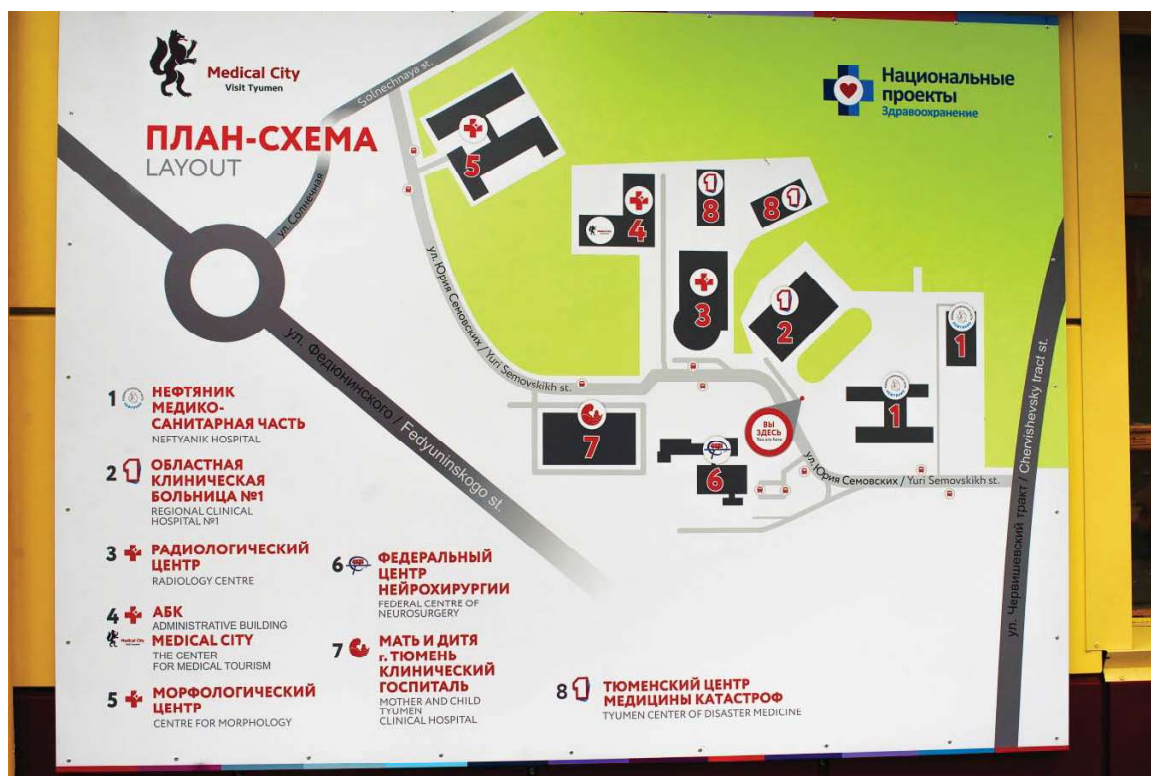 Medical City
Visit Tyumen
ПЛАН-СХЕМА
LAYOUT
Национальные
проекты
Здравоохранение
Solnechnaya st.
ул. Солнечная
ул. Юрия Семовских / Yuri Semovskikh st.
ул. Федюнинского / Fedyuninskogo st.
ул. Юрия Семовских / Yuri Semovskikh st.
ул. Червишевский тракт / Chervishevsky tract st.
5
4
8
8
3
2
1
1
7
6
ВЫ
ЗДЕСЬ
You are here
1 НЕФТЯНИК
МЕДИКО-
САНИТАРНАЯ ЧАСТЬ
NEFTYANIK HOSPITAL
2 ОБЛАСТНАЯ
КЛИНИЧЕСКАЯ
БОЛЬНИЦА №1
REGIONAL CLINICAL
HOSPITAL №1
3 РАДИОЛОГИЧЕСКИЙ
ЦЕНТР
RADIOLOGY CENTRE
4 АБК
ADMINISTRATIVE BUILDING
Medical City
MEDICAL CITY
THE CENTER
FOR MEDICAL TOURISM
5 МОРФОЛОГИЧЕСКИЙ
ЦЕНТР
CENTRE FOR MORPHOLOGY
6 ФЕДЕРАЛЬНЫЙ
ЦЕНТР
НЕЙРОХИРУРГИИ
FEDERAL CENTRE OF
NEUROSURGERY
7 МАТЬ И ДИТЯ
г. ТЮМЕНЬ
КЛИНИЧЕСКИЙ
ГОСПИТАЛЬ
MOTHER AND CHILD
TYUMEN
CLINICAL HOSPITAL
8 ТЮМЕНСКИЙ ЦЕНТР
МЕДИЦИНЫ КАТАСТРОФ
TYUMEN CENTER OF DISASTER MEDICINE